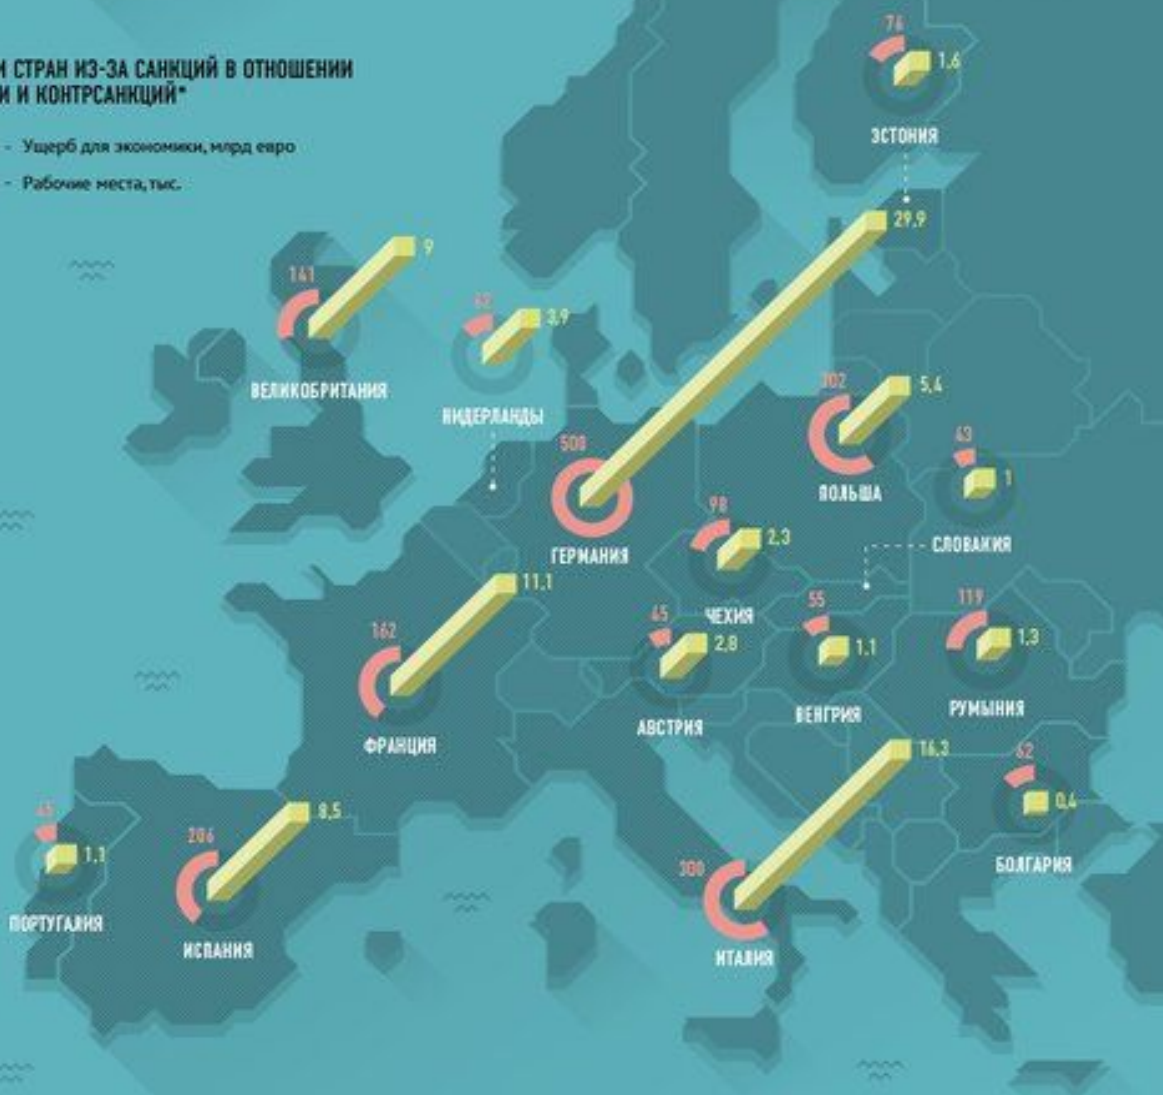 И СТРАН ИЗ-ЗА САНКЦИЙ В ОТНОШЕНИИ
И И КОНТРСАНКЦИЙ*
- Ущерб для экономики, млрд евро
- Рабочие места, тыс.
76
1,6
ЭСТОНИЯ
29,9
141
9
ВЕЛИКОБРИТАНИЯ
62
3,9
НИДЕРЛАНДЫ
302
5,4
ПОЛЬША
500
ГЕРМАНИЯ
43
1
СЛОВАКИЯ
98
2,3
ЧЕХИЯ
11,1
162
ФРАНЦИЯ
45
2,8
АВСТРИЯ
55
1,1
ВЕНГРИЯ
119
1,3
РУМЫНИЯ
16,3
300
ИТАЛИЯ
62
0,4
БОЛГАРИЯ
45
1,1
ПОРТУГАЛИЯ
206
8,5
ИСПАНИЯ